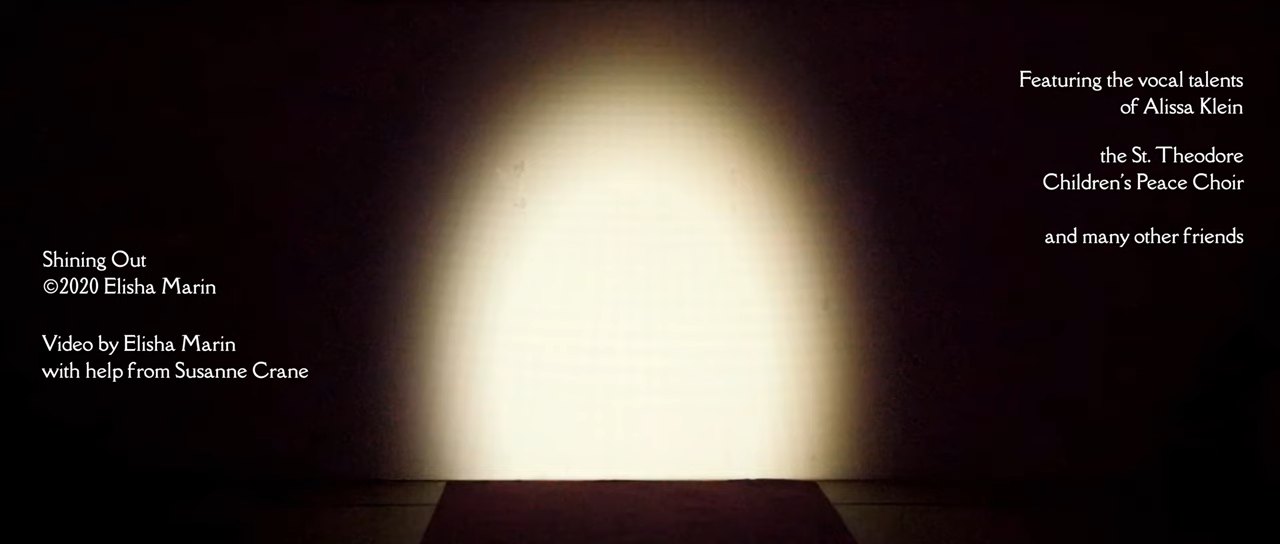 Shining Out
©2020 Elisha Marin
Video by Elisha Marin
with help from Susanne Crane
Featuring the vocal talents
of Alissa Klein
the St. Theodore
Children's Peace Choir
and many other friends